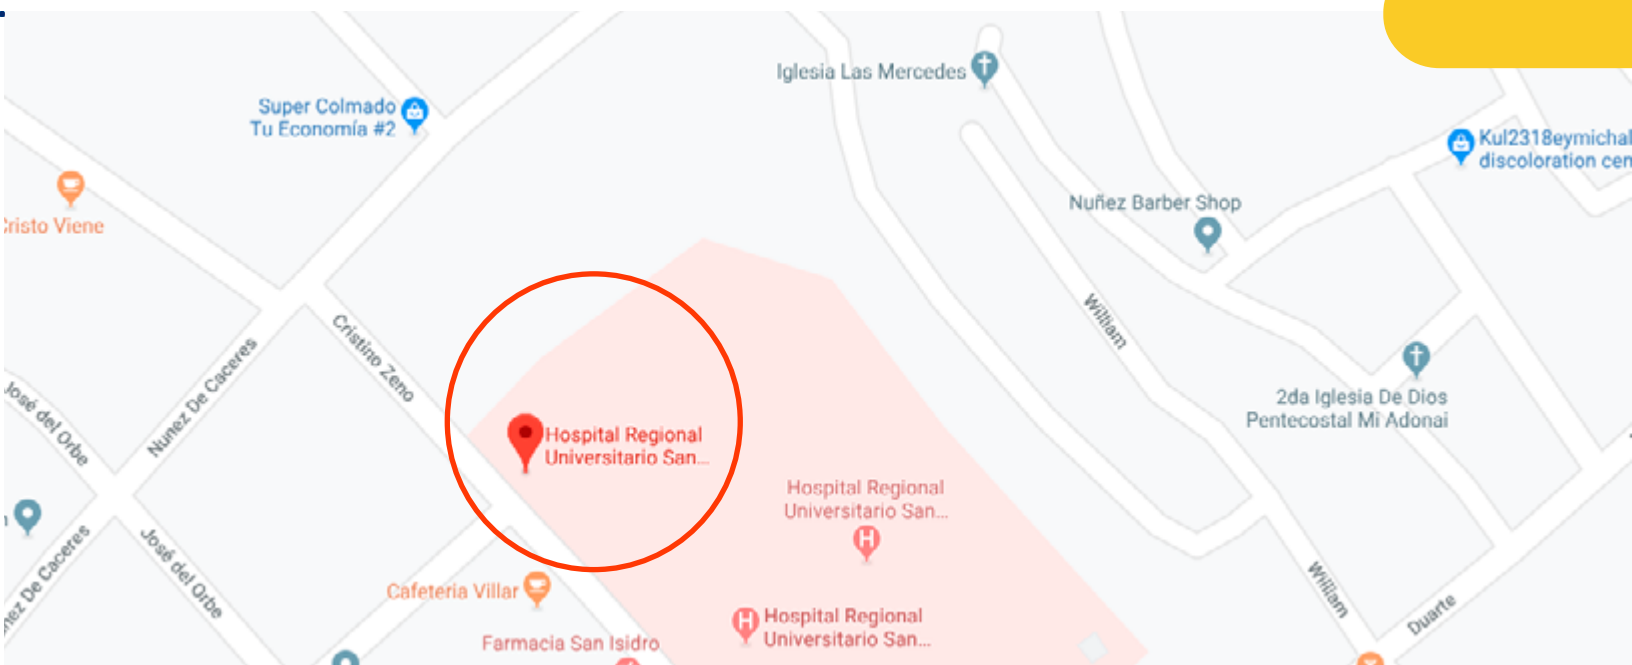 Iglesia Las Mercedes
Super Colmado
Tu Economía #2
Kul2318eymichal
discoloration cen
Nuñez Barber Shop
Cristo Viene
William
Cristino Zeno
Nunez De Caceres
José del Orbe
2da Iglesia De Dios
Pentecostal Mi Adonai
Hospital Regional
Universitario San...
Hospital Regional
Universitario San...
José del Orbe
ñez De Caceres
Cafeteria Villar
William
Duarte
Hospital Regional
Universitario San...
Farmacia San Isidro